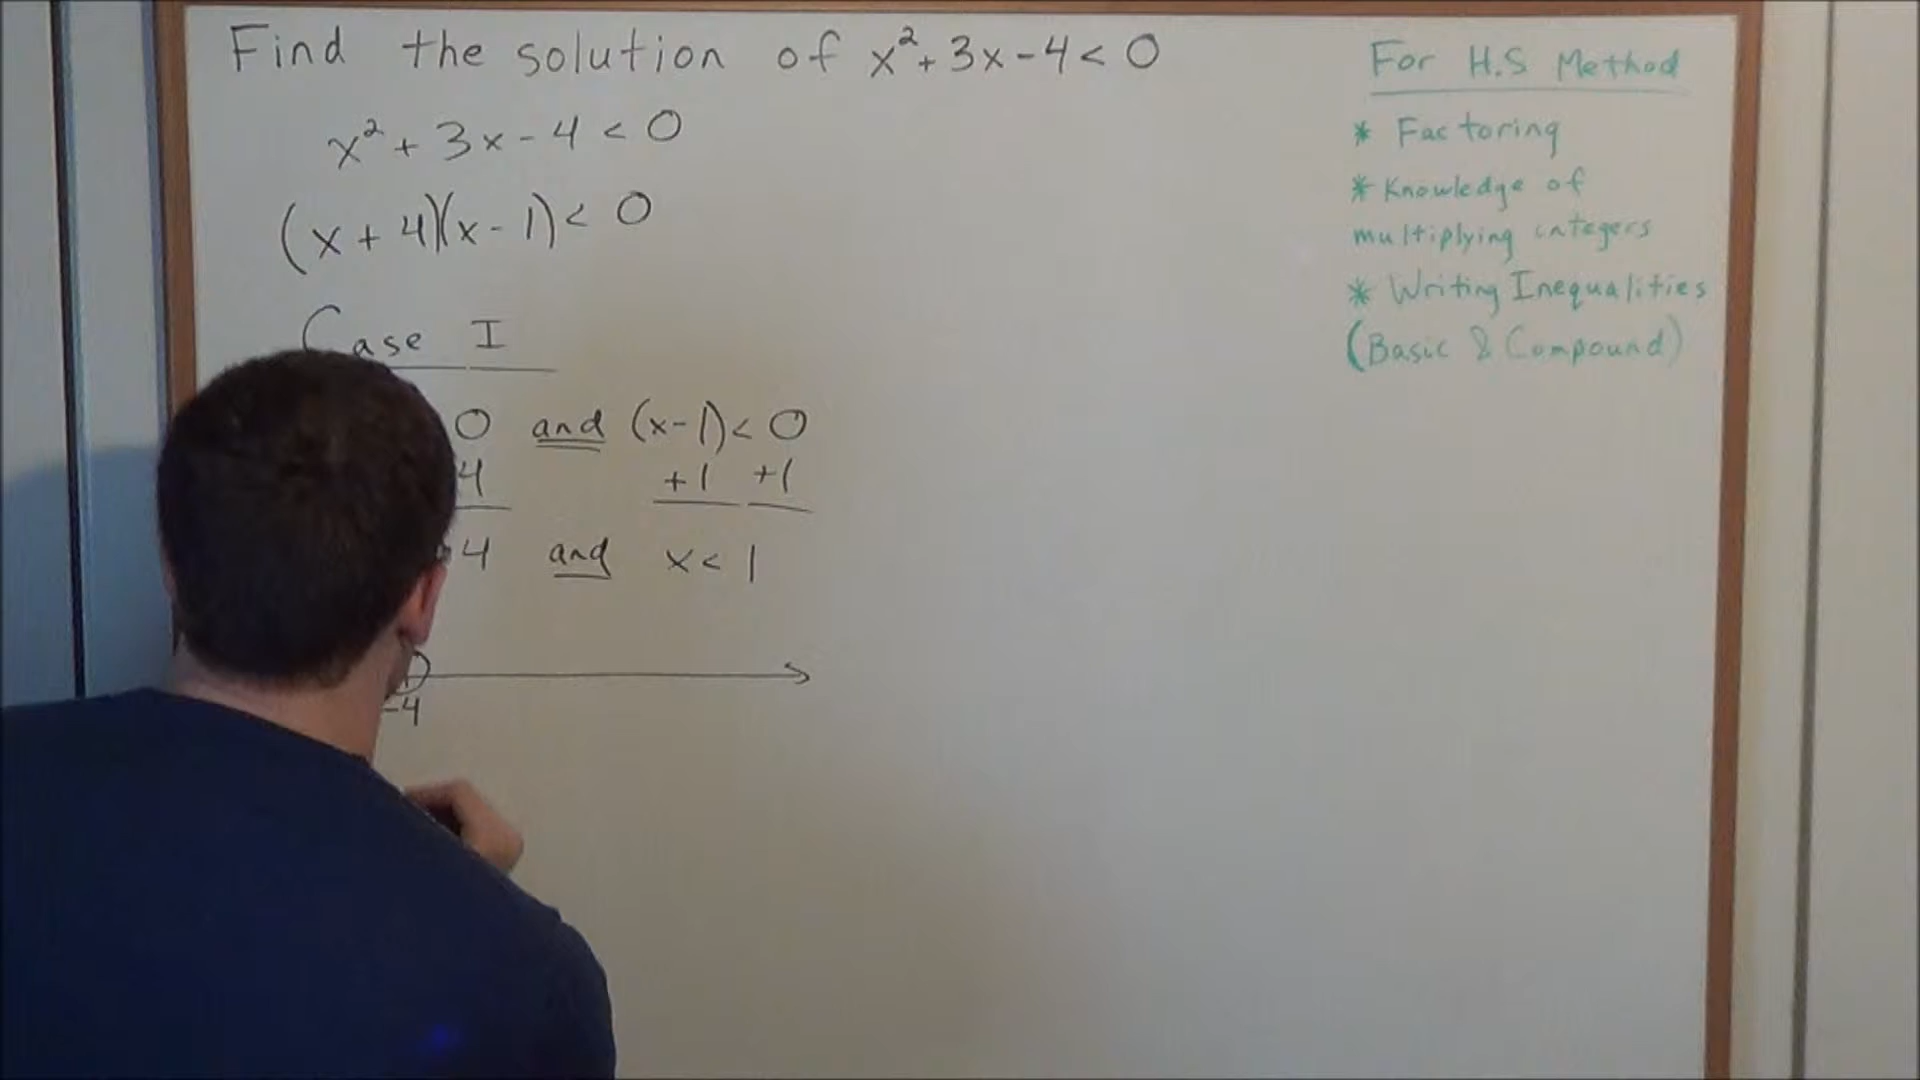 Find the solution of x²+3x-4<0
x²+3x-4<0
(x+4)(x-1)<0
Case I
0 and (x-1)<0
4 +1 +1
4 and x<1
-4
For H.S Method
* Factoring
* Knowledge of
multiplying integers
* Writing Inequalities
(Basic & Compound)